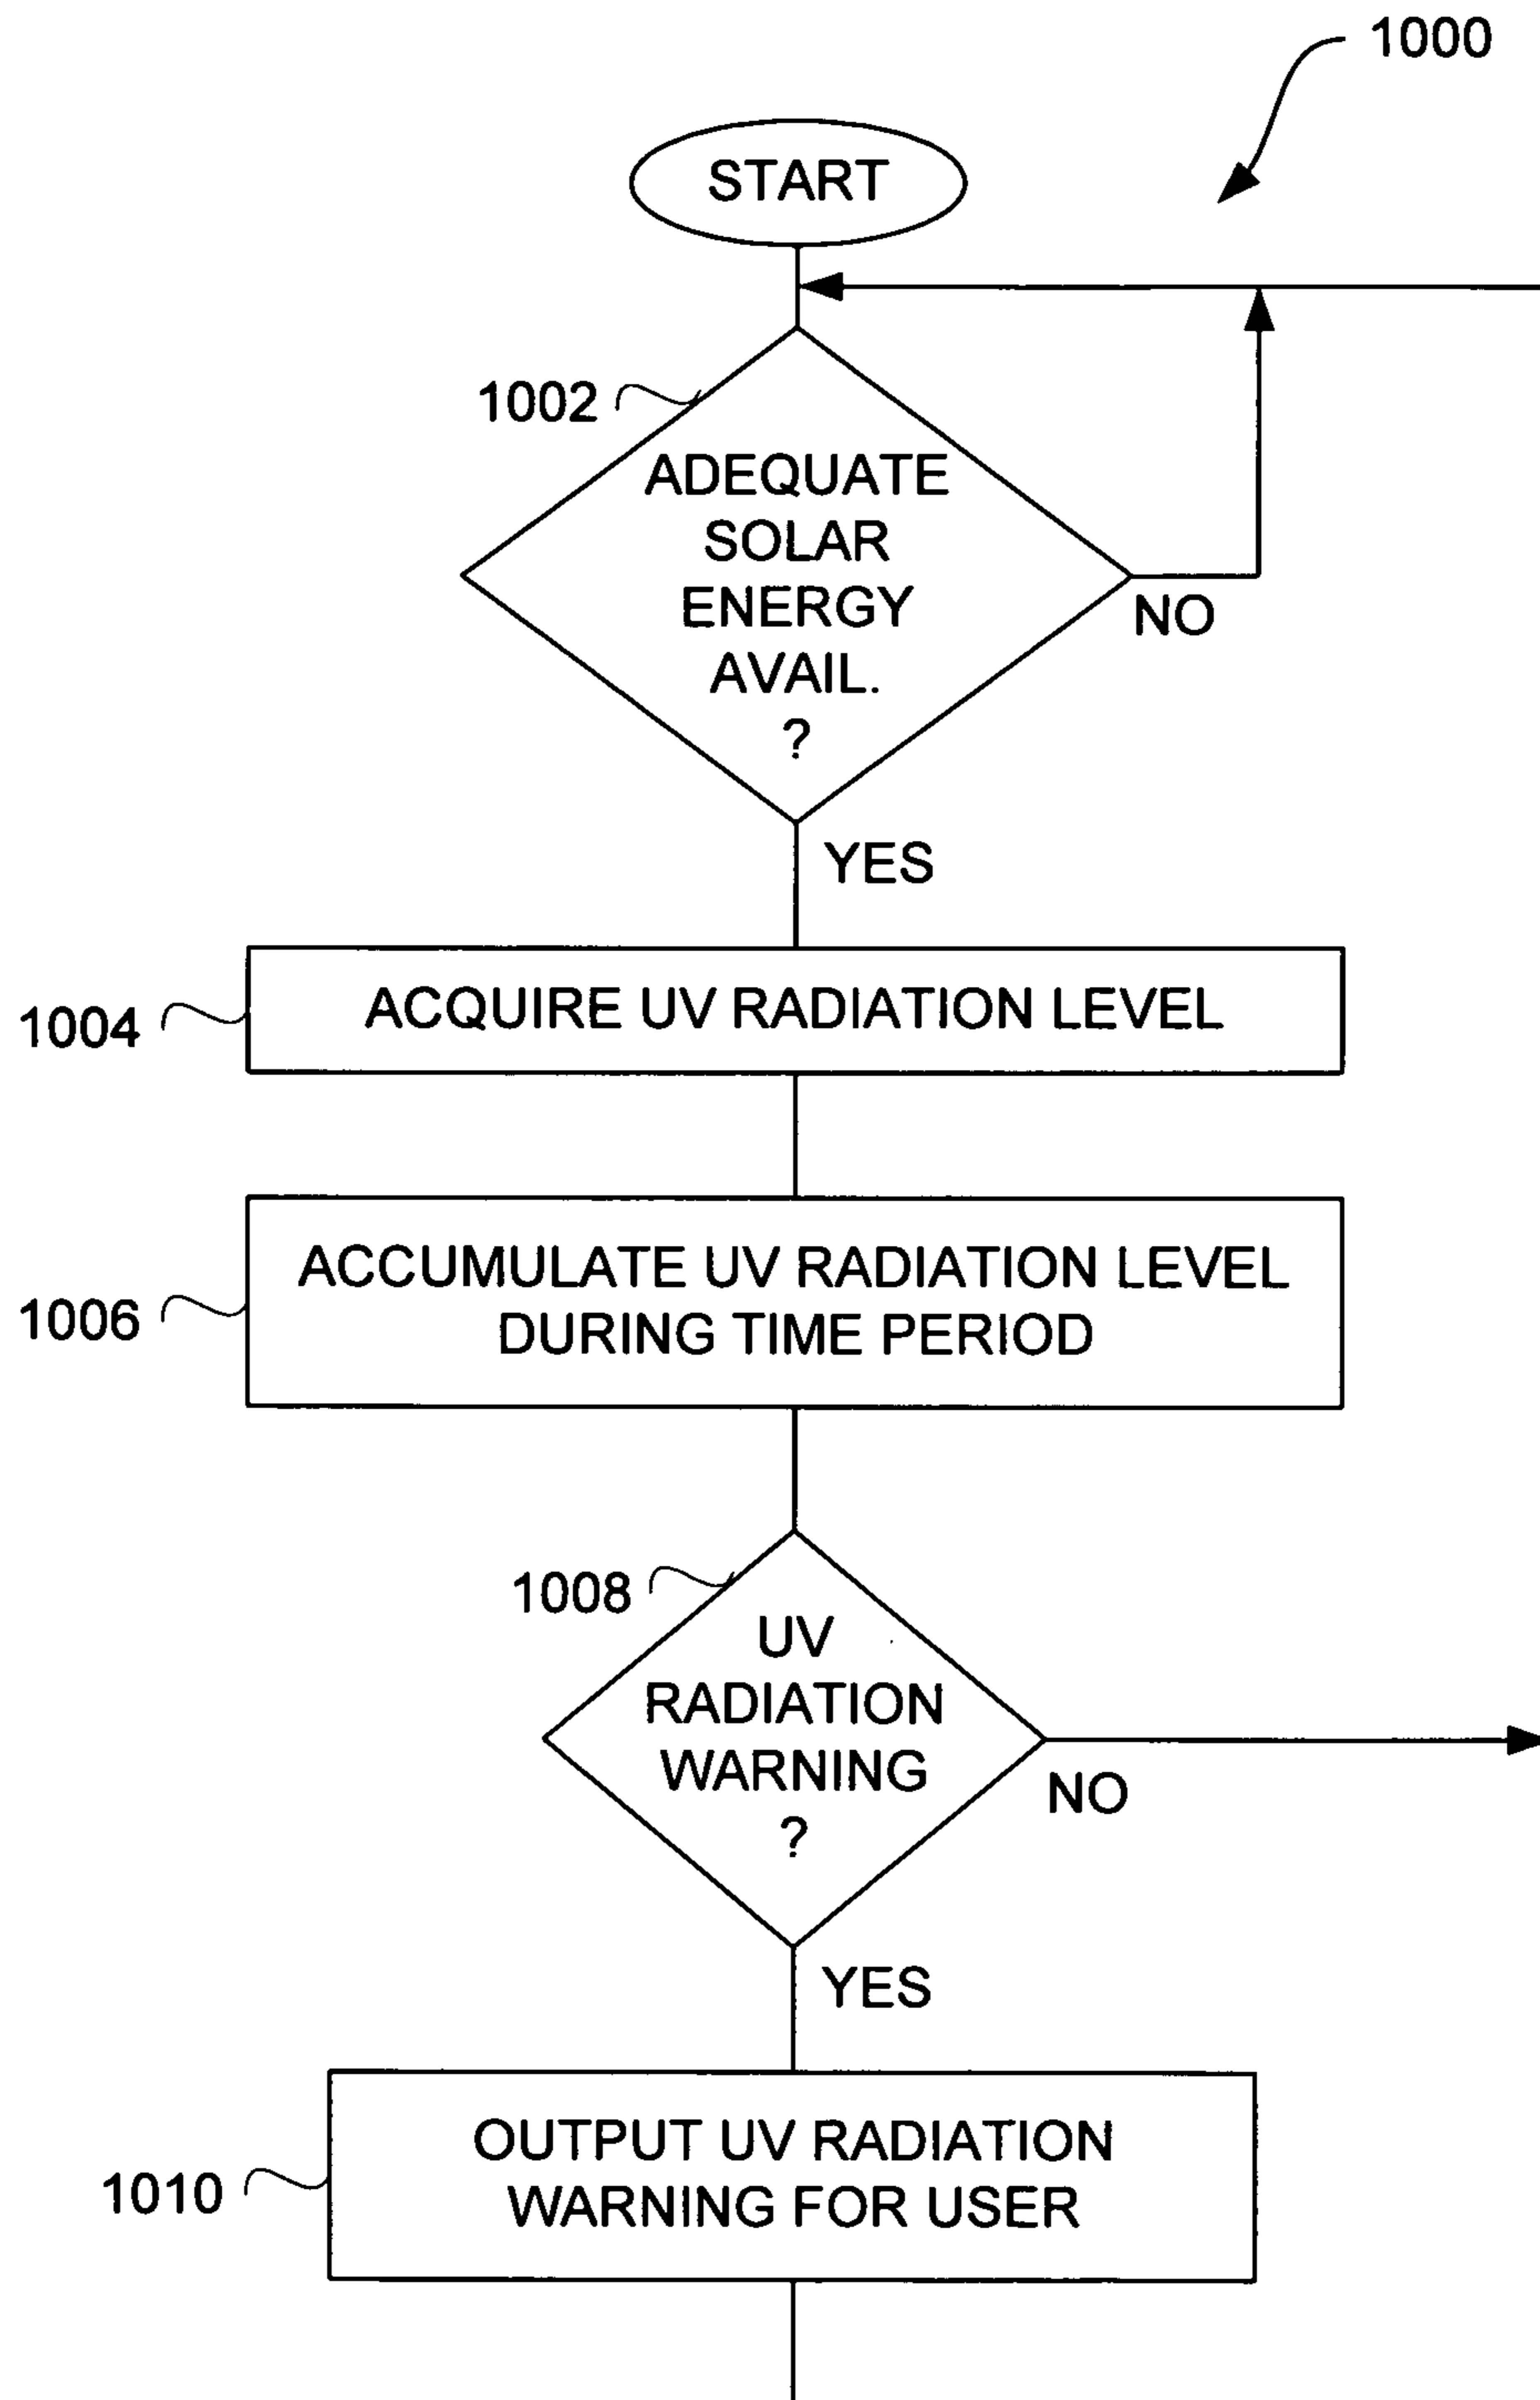 1000
START
1002
ADEQUATE
SOLAR
ENERGY
AVAIL.
?
NO
YES
1004
ACQUIRE UV RADIATION LEVEL
1006
ACCUMULATE UV RADIATION LEVEL
DURING TIME PERIOD
1008
UV
RADIATION
WARNING
?
NO
YES
1010
OUTPUT UV RADIATION
WARNING FOR USER